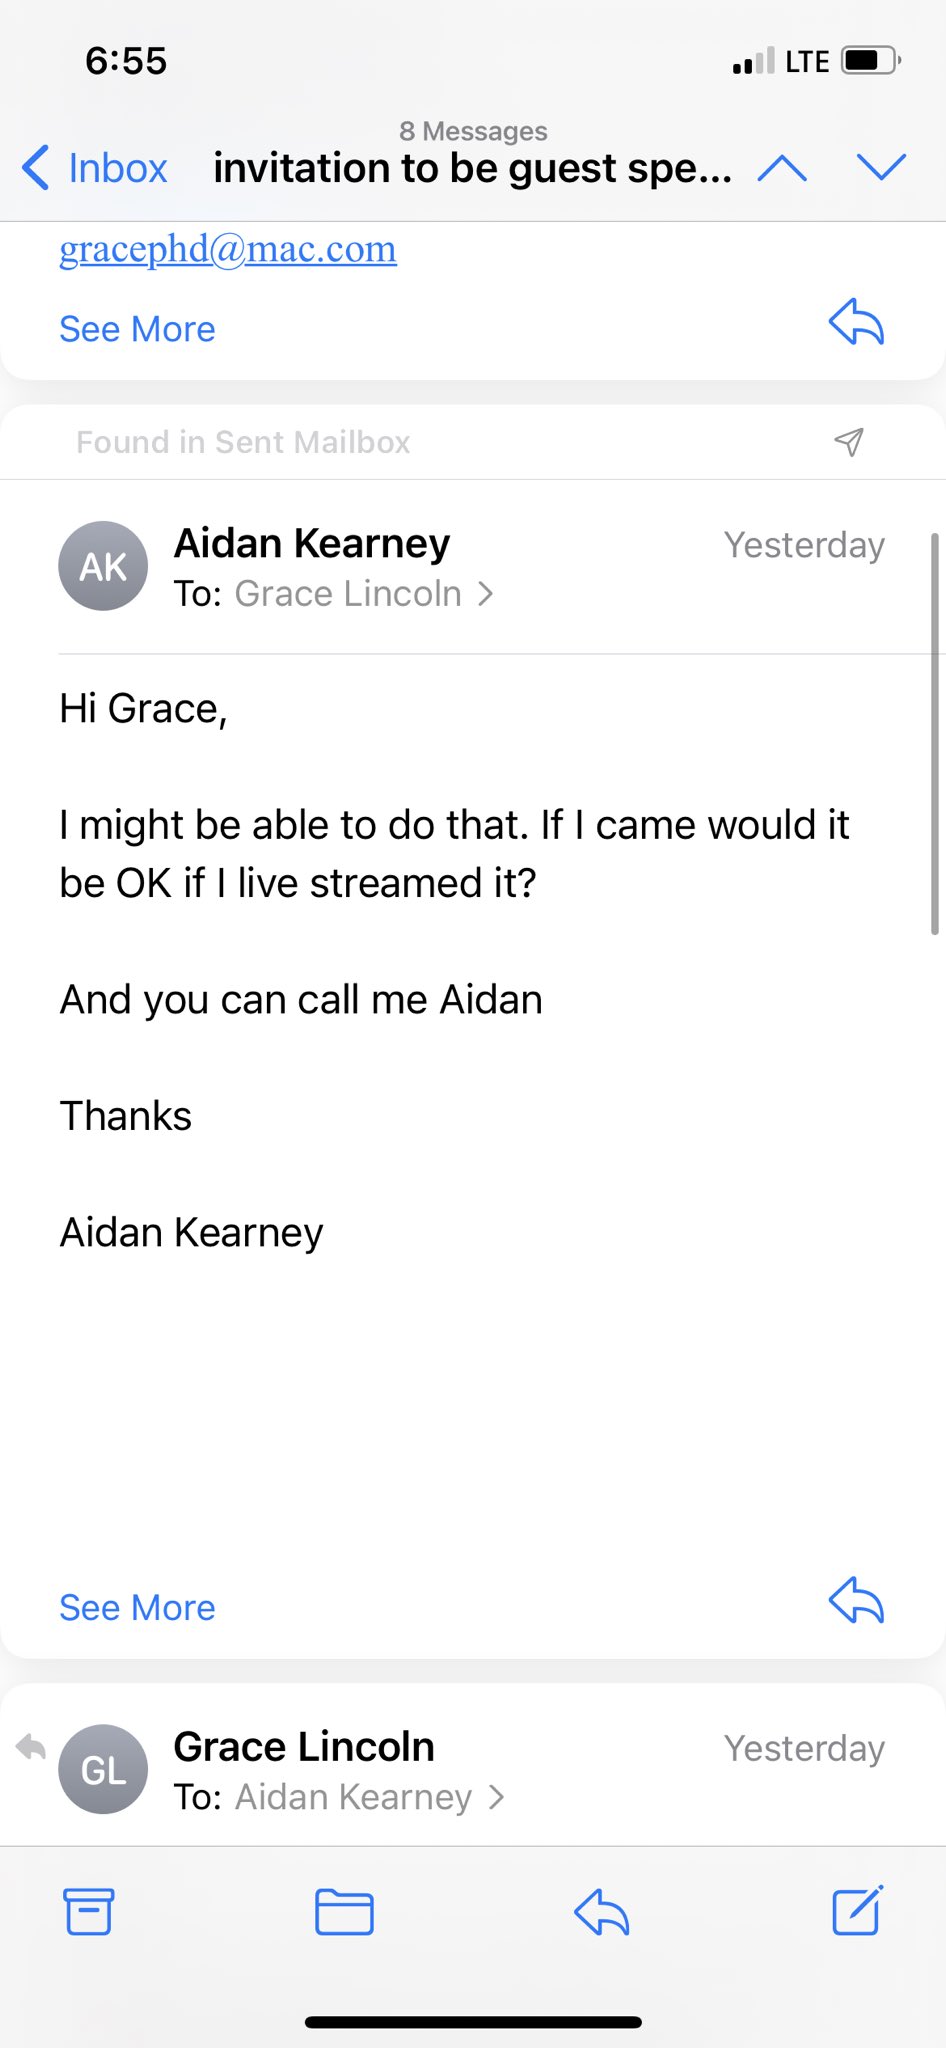 6:55
LTE
8 Messages
Inbox
invitation to be guest spe...
gracephd@mac.com
See More
Found in Sent Mailbox
AK
Aidan Kearney
Yesterday
To: Grace Lincoln
Hi Grace,
I might be able to do that. If I came would it
be OK if I live streamed it?
And you can call me Aidan
Thanks
Aidan Kearney
See More
GL
Grace Lincoln
Yesterday
To: Aidan Kearney